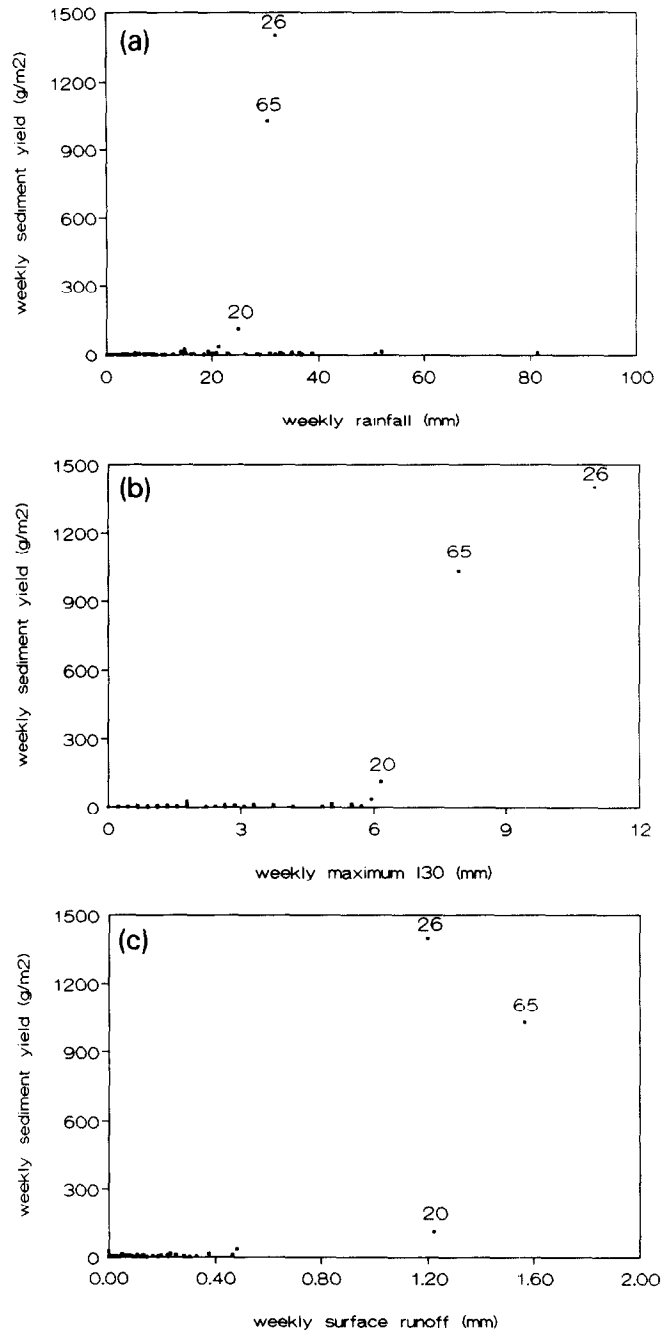 (a)
weekly sediment yield (g/m2)
1500
1200
900
600
300
0
26
65
20
0 20 40 60 80 100
weekly rainfall (mm)
(b)
weekly sediment yield (g/m2)
1500
1200
900
600
300
0
26
65
20
0 3 6 9 12
weekly maximum I30 (mm)
(c)
weekly sediment yield (g/m2)
1500
1200
900
600
300
0
26
65
20
0.00 0.40 0.80 1.20 1.60 2.00
weekly surface runoff (mm)